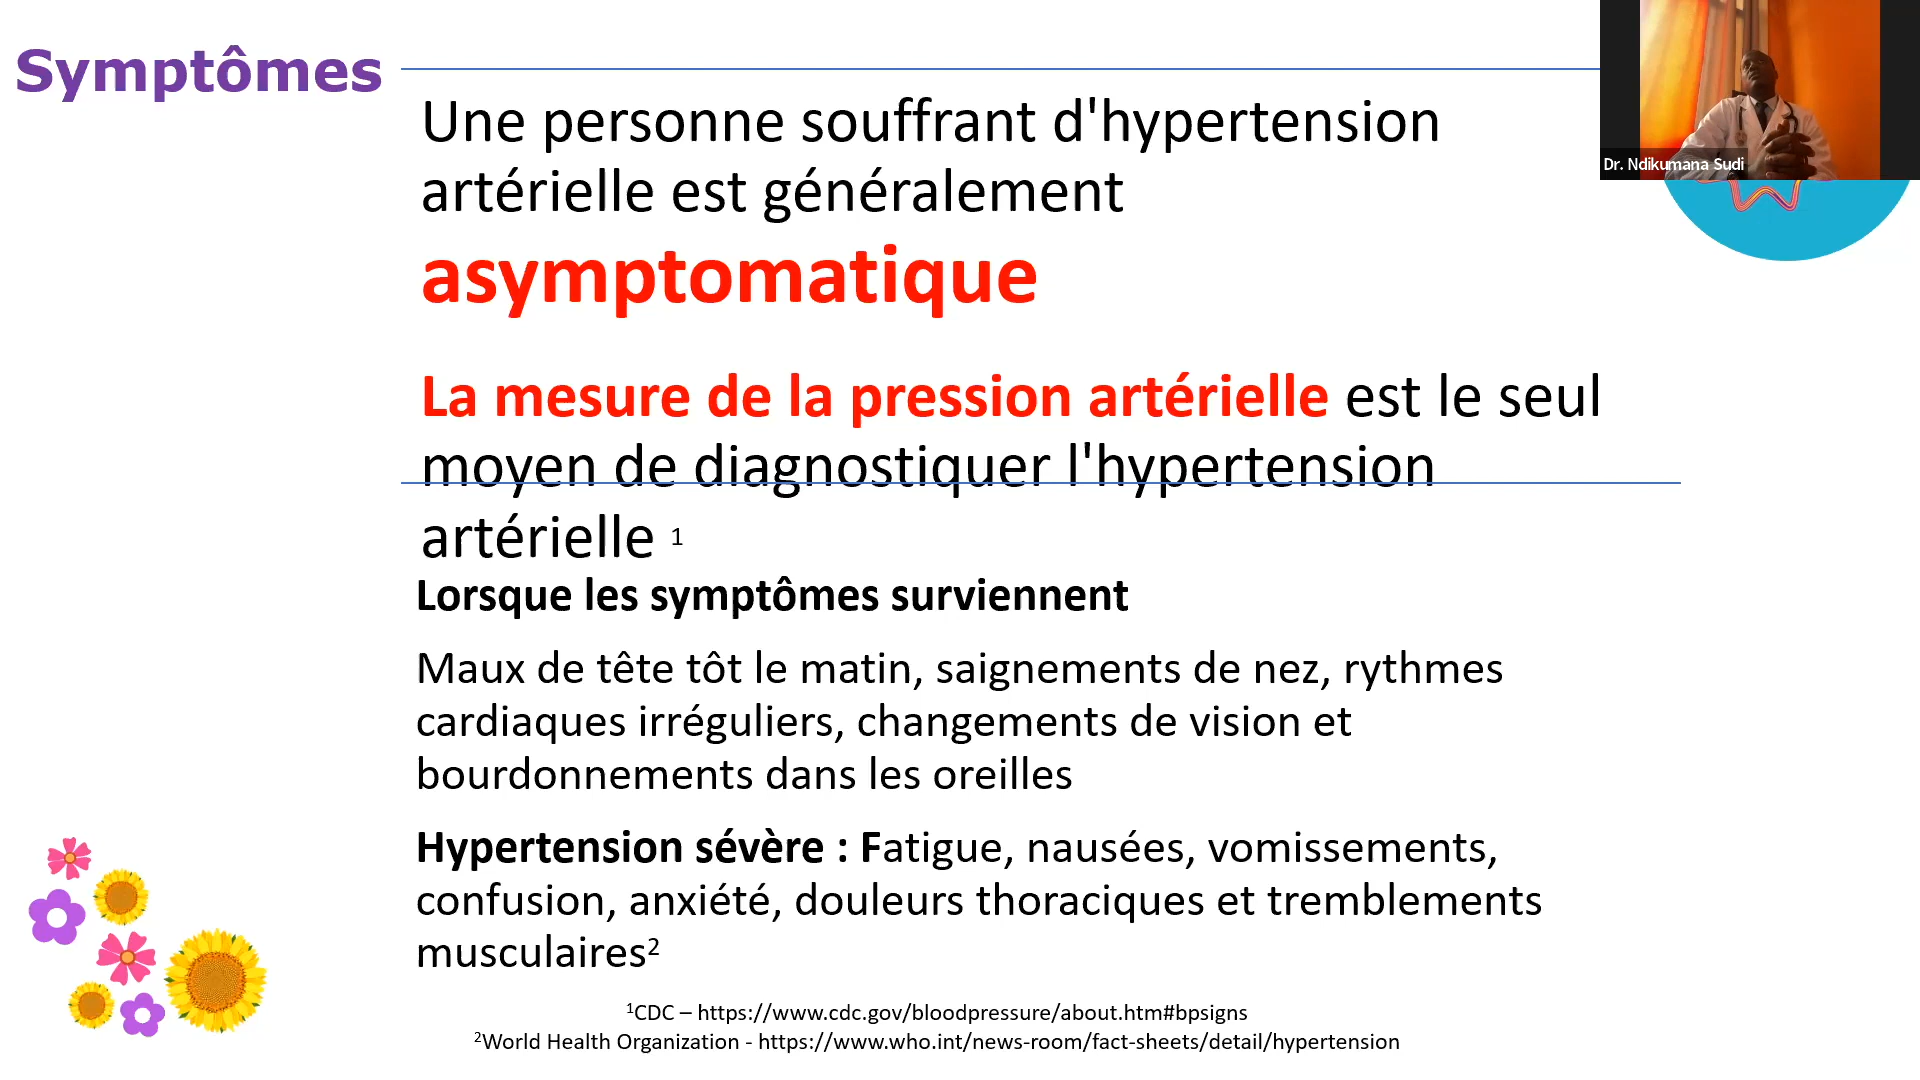 Symptômes
Une personne souffrant d'hypertension
artérielle est généralement
asymptomatique
La mesure de la pression artérielle est le seul
moyen de diagnostiquer l'hypertension
artérielle ¹
Lorsque les symptômes surviennent
Maux de tête tôt le matin, saignements de nez, rythmes
cardiaques irréguliers, changements de vision et
bourdonnements dans les oreilles
Hypertension sévère : Fatigue, nausées, vomissements,
confusion, anxiété, douleurs thoraciques et tremblements
musculaires²
¹CDC – https://www.cdc.gov/bloodpressure/about.htm#bpsigns
²World Health Organization - https://www.who.int/news-room/fact-sheets/detail/hypertension
Dr. Ndikumana Sudi